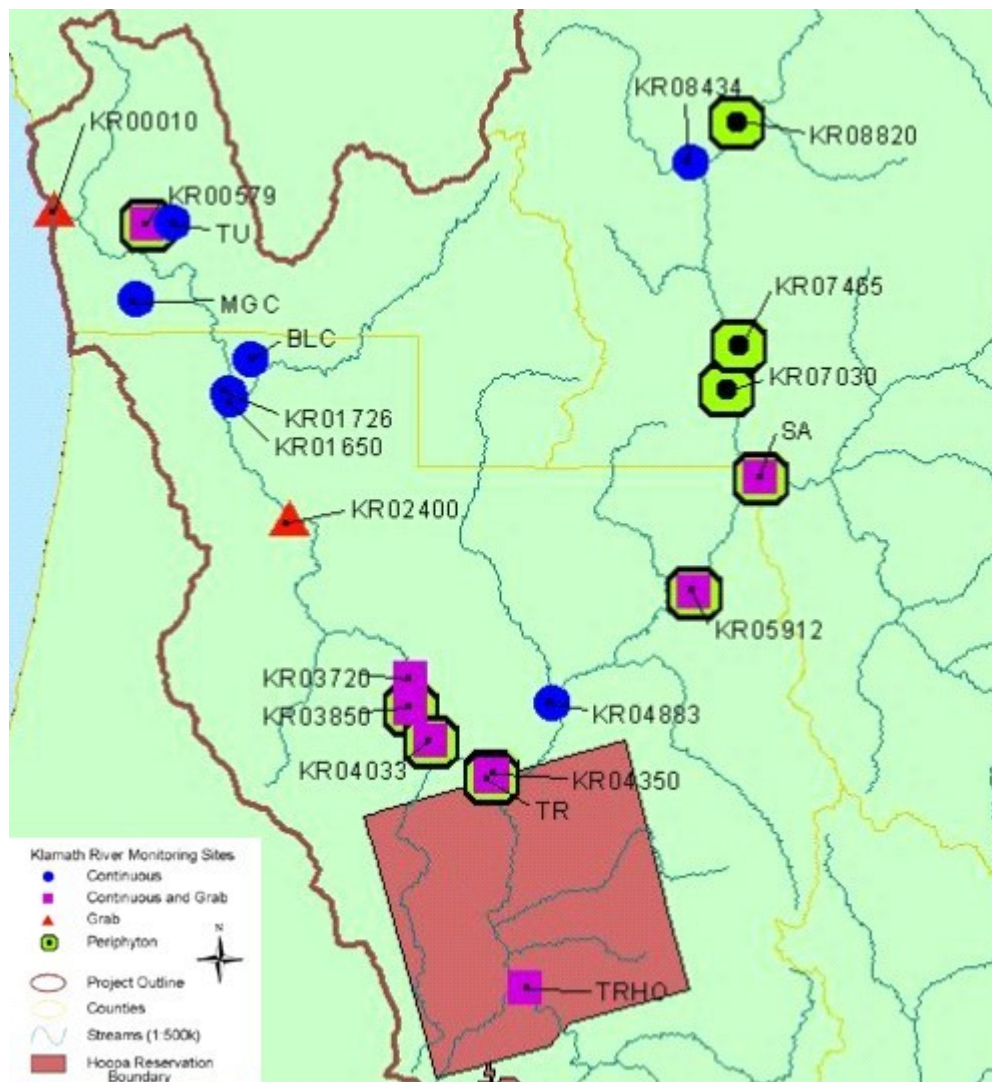 KR08434
KR08820
KR00010
KR00579
TU
MGC
KR07465
BLC
KR07030
KR01726
KR01650
SA
KR02400
KR05912
KR03720
KR03850
KR04883
KR04033
KR04350
TR
TRHO
Klamath River Monitoring Sites
Continuous
Continuous and Grab
Grab
Periphyton
N
Project Outline
Counties
Streams (1:500k)
Hoopa Reservation
Boundary